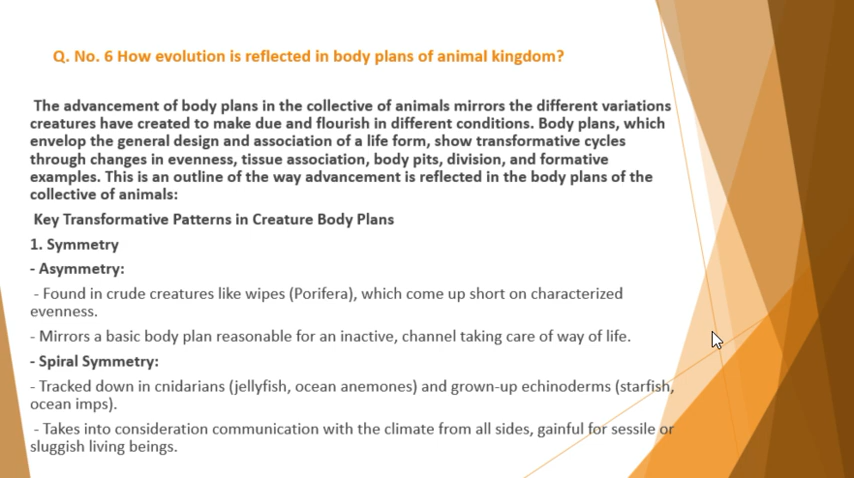 Q. No. 6 How evolution is reflected in body plans of animal kingdom?
The advancement of body plans in the collective of animals mirrors the different variations
creatures have created to make due and flourish in different conditions. Body plans, which
envelop the general design and association of a life form, show transformative cycles
through changes in evenness, tissue association, body pits, division, and formative
examples. This is an outline of the way advancement is reflected in the body plans of the
collective of animals:
Key Transformative Patterns in Creature Body Plans
1. Symmetry
- Asymmetry:
- Found in crude creatures like wipes (Porifera), which come up short on characterized
evenness.
- Mirrors a basic body plan reasonable for an inactive, channel taking care of way of life.
- Spiral Symmetry:
- Tracked down in cnidarians (jellyfish, ocean anemones) and grown-up echinoderms (starfish,
ocean imps).
- Takes into consideration communication with the climate from all sides, gainful for sessile or
sluggish living beings.